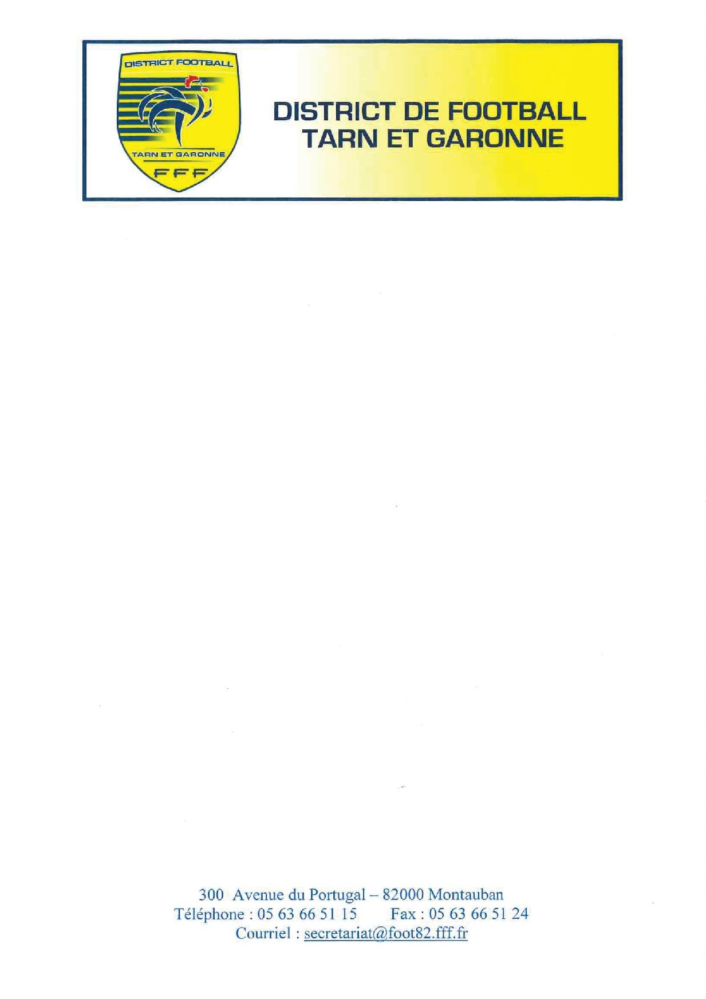 DISTRICT FOOTBALL
TARN ET GARONNE
FFF
DISTRICT DE FOOTBALL
TARN ET GARONNE
300 Avenue du Portugal – 82000 Montauban
Téléphone : 05 63 66 51 15 Fax : 05 63 66 51 24
Courriel : secretariat@foot82.fff.fr